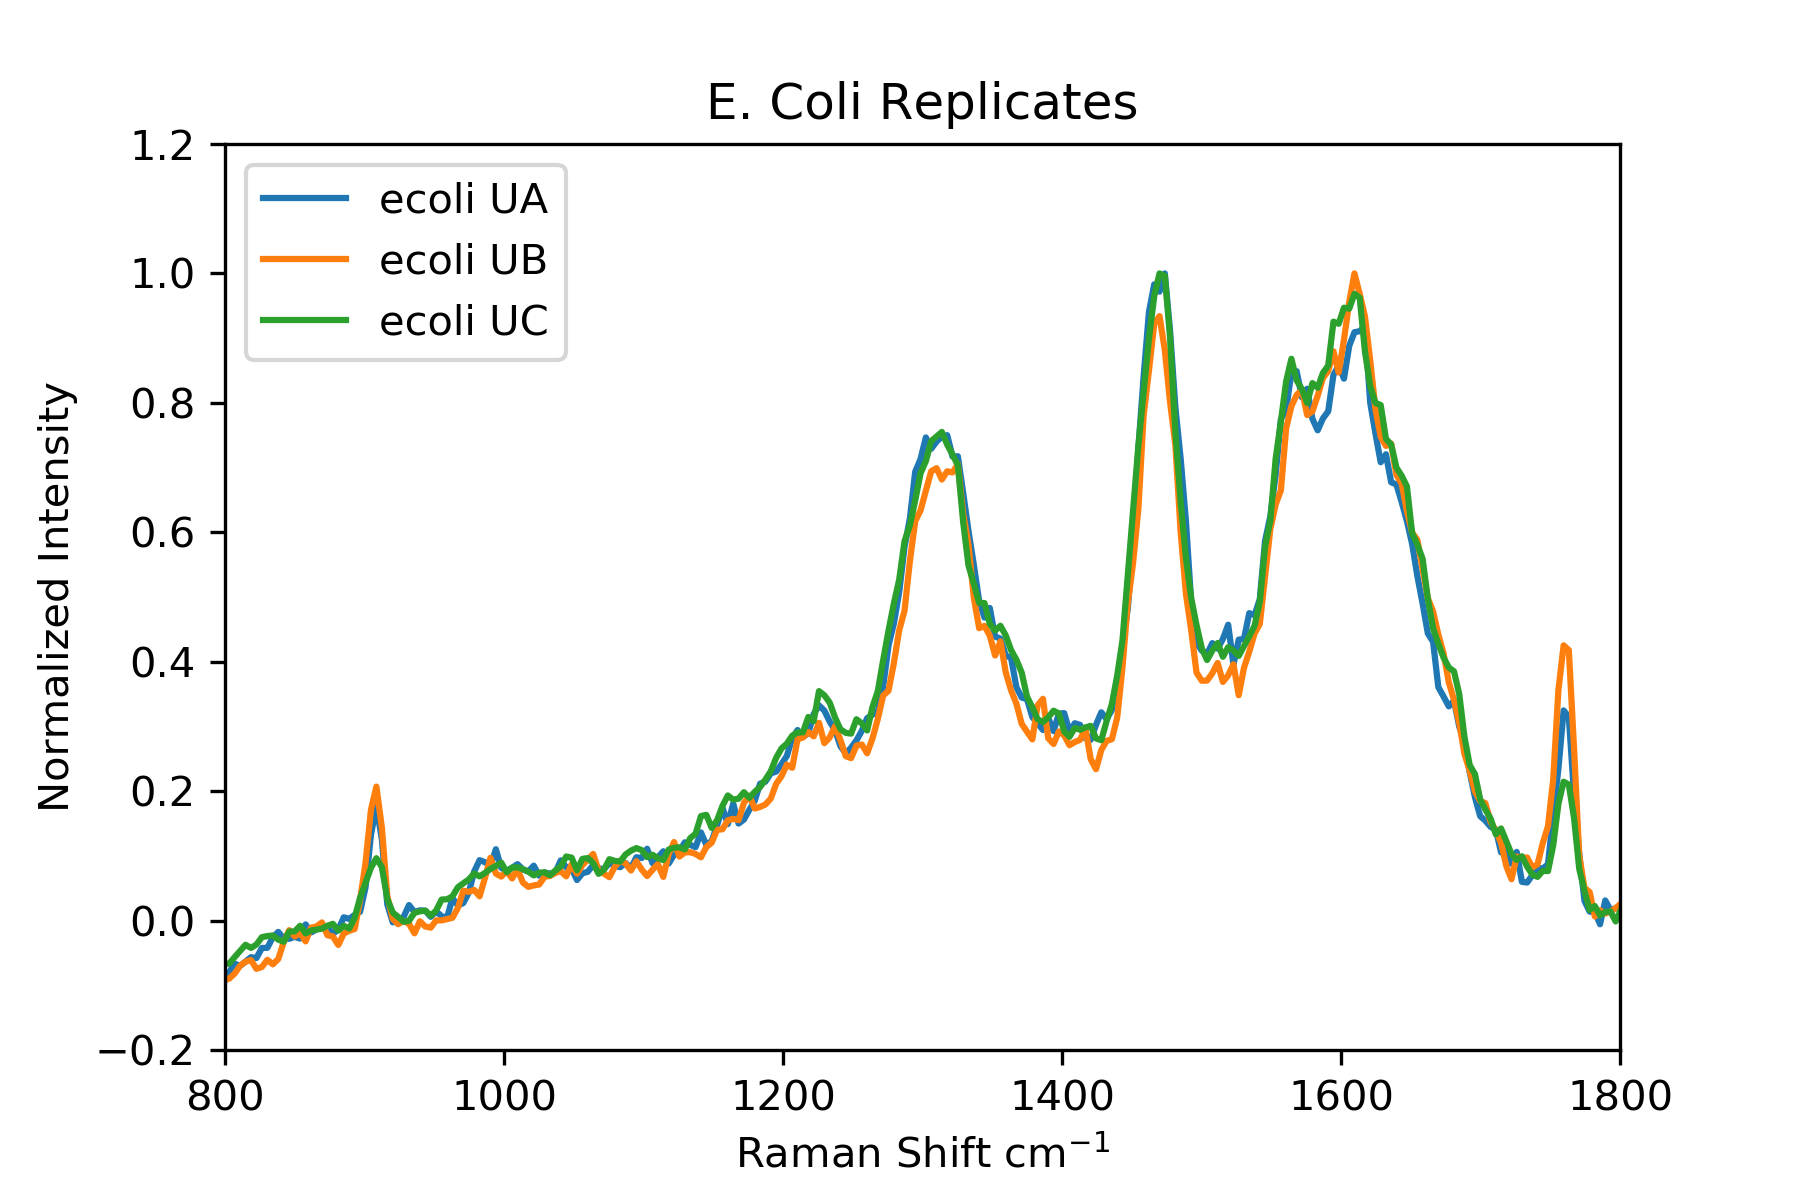 E. Coli Replicates
1.2
1.0
0.8
0.6
0.4
0.2
0.0
−0.2
Normalized Intensity
ecoli UA
ecoli UB
ecoli UC
800 1000 1200 1400 1600 1800
Raman Shift cm⁻¹